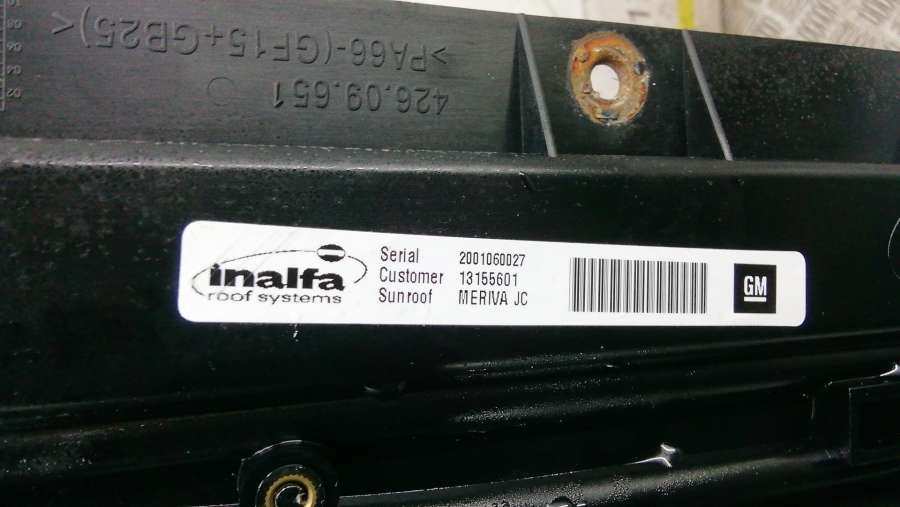 >PA66-(GF15+GB25)<
426.09.651
inalfa
roof systems
Serial 2001060027
Customer 13155601
Sunroof MERIVA JC
GM